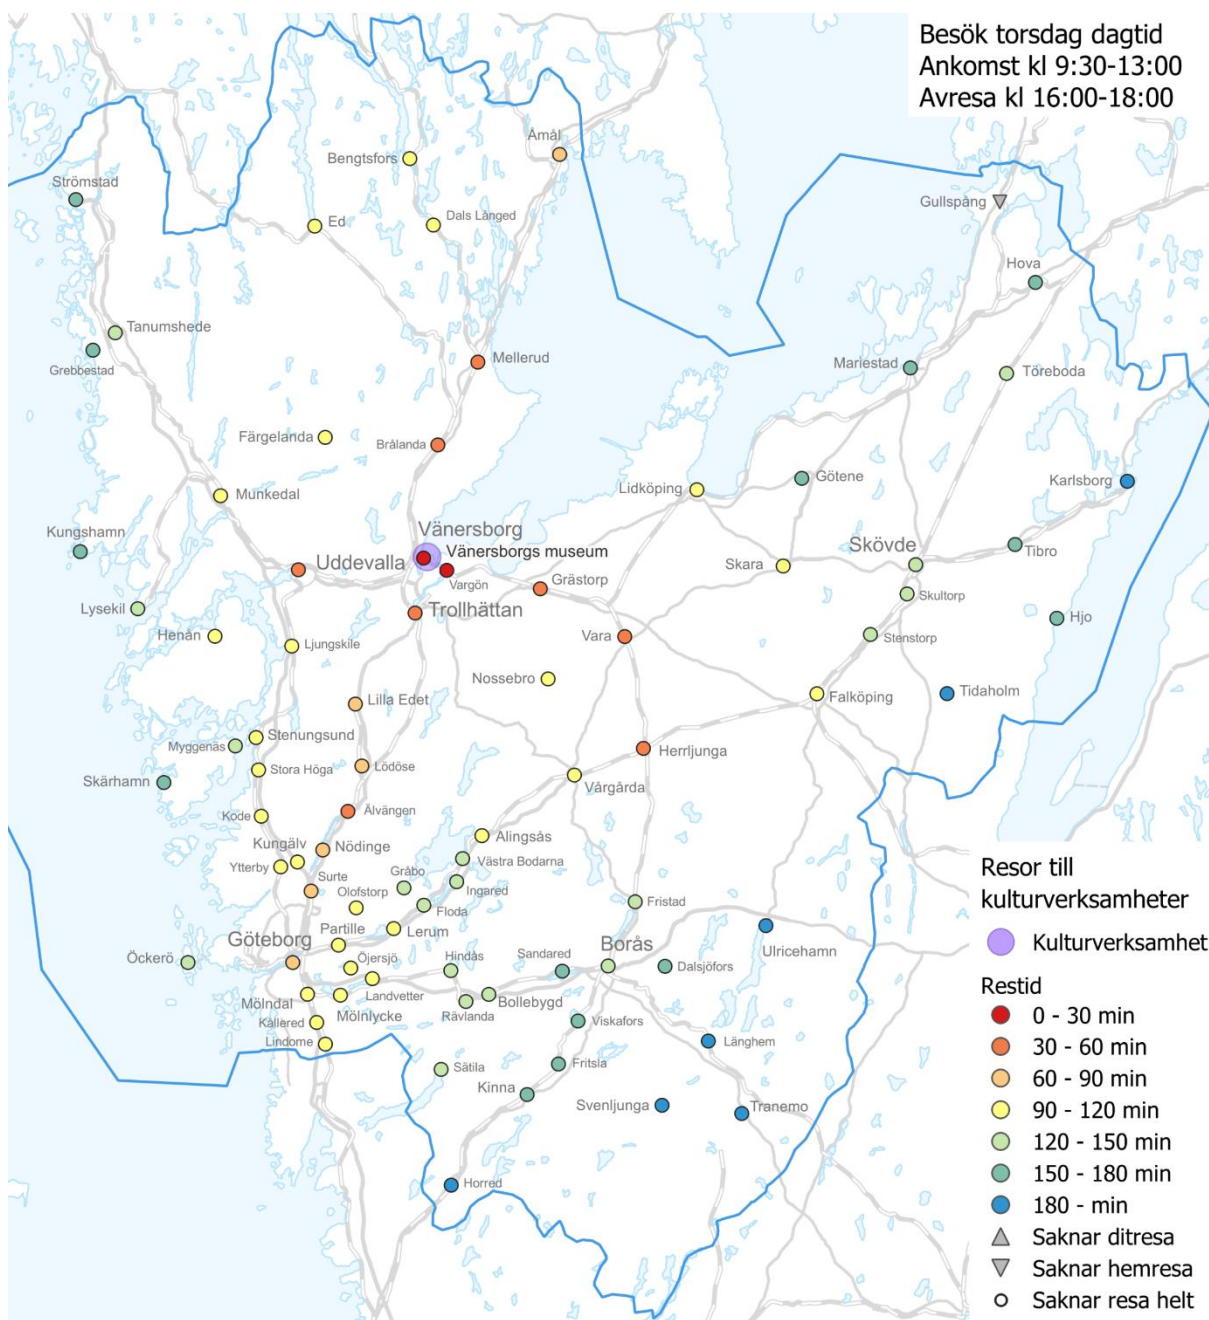 Besök torsdag dagtid
Ankomst kl 9:30-13:00
Avresa kl 16:00-18:00
Åmål
Bengtsfors
Strömstad
Gullspång
Ed
Dals Långed
Hova
Tanumshede
Grebbestad
Mellerud
Mariestad
Töreboda
Färgelanda
Brålanda
Munkedal
Lidköping
Götene
Karlsborg
Kungshamn
Vänersborg
Vänersborgs museum
Uddevalla
Vargön
Grästorp
Skara
Skövde
Tibro
Lysekil
Trollhättan
Skultorp
Henån
Ljungskile
Vara
Stenstorp
Hjo
Nossebro
Lilla Edet
Falköping
Tidaholm
Stenungsund
Myggenäs
Herrljunga
Stora Höga
Lödöse
Skärhamn
Vårgårda
Kode
Älvängen
Kungälv
Nödinge
Alingsås
Ytterby
Västra Bodarna
Surte
Gråbo
Olofstorp
Ingared
Floda
Fristad
Partille
Lerum
Göteborg
Öckerö
Öjersjö
Hindås
Sandared
Borås
Dalsjöfors
Ulricehamn
Mölndal
Landvetter
Mölnlycke
Rävlanda
Bollebygd
Kållered
Viskafors
Lindome
Länghem
Sätila
Fritsla
Kinna
Svenljunga
Tranemo
Horred
Resor till
kulturverksamheter
Kulturverksamhet
Restid
0 - 30 min
30 - 60 min
60 - 90 min
90 - 120 min
120 - 150 min
150 - 180 min
180 - min
Saknar ditresa
Saknar hemresa
Saknar resa helt